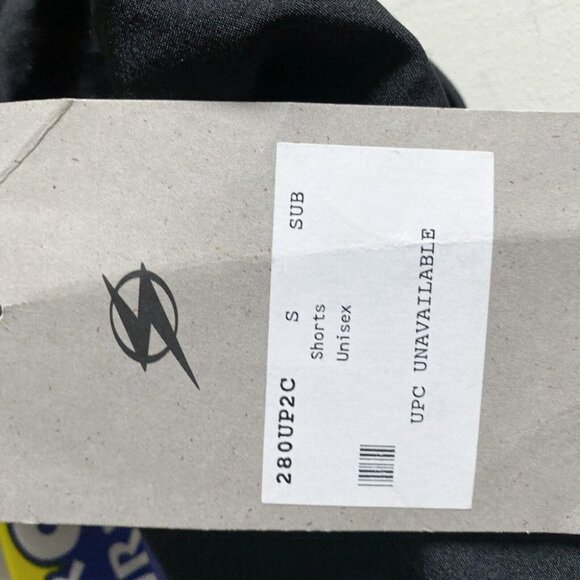 280UP2C S SUB
Shorts
Unisex
UPC UNAVAILABLE